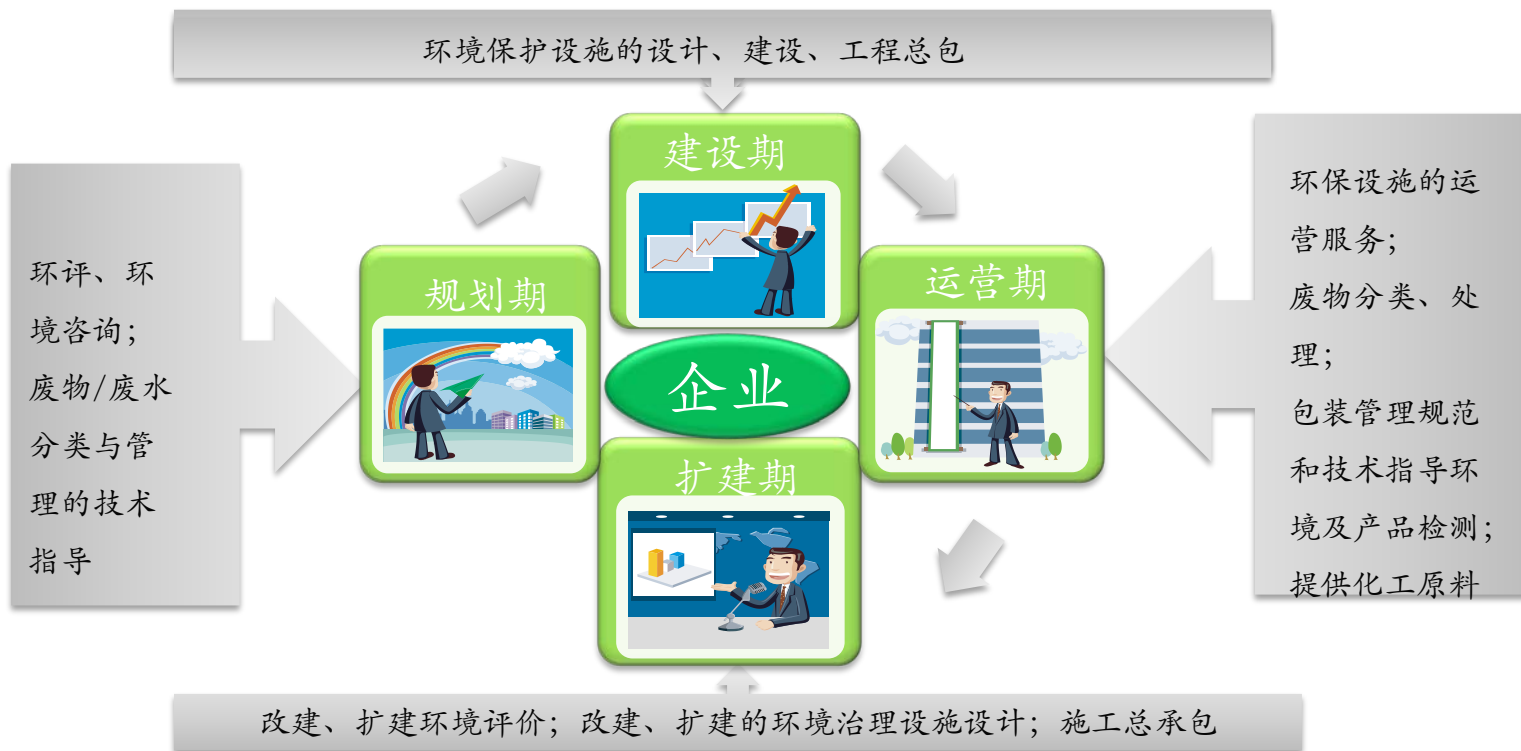 环境保护设施的设计、建设、工程总包
建设期
规划期
运营期
企业
扩建期
环评、环
境咨询；
废物/废水
分类与管
理的技术
指导
环保设施的运
营服务；
废物分类、处
理；
包装管理规范
和技术指导环
境及产品检测；
提供化工原料
改建、扩建环境评价；改建、扩建的环境治理设施设计；施工总承包